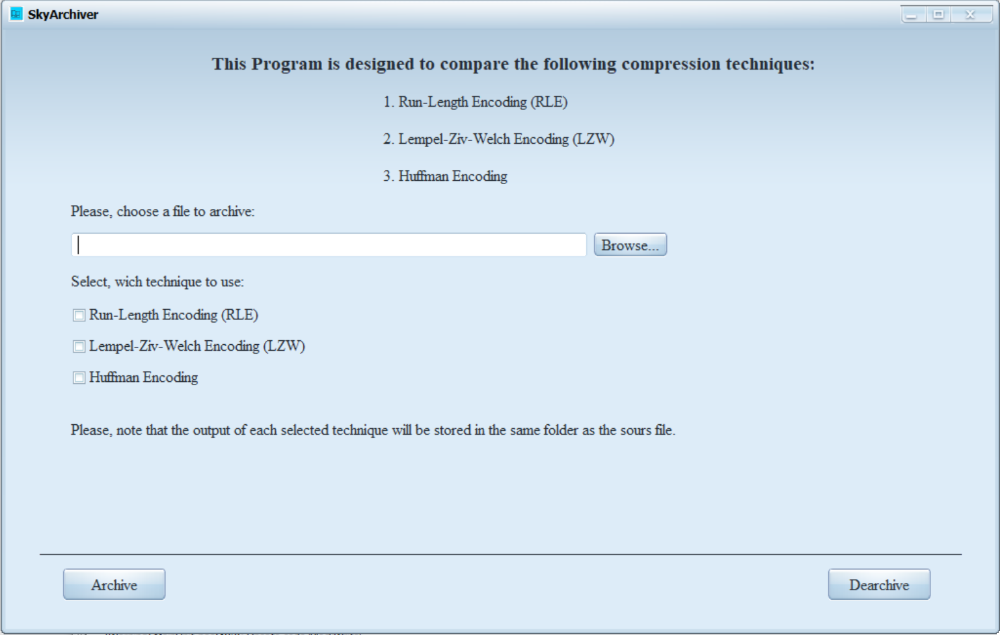 SkyArchiver
This Program is designed to compare the following compression techniques:
1. Run-Length Encoding (RLE)
2. Lempel-Ziv-Welch Encoding (LZW)
3. Huffman Encoding
Please, choose a file to archive:
Browse...
Select, wich technique to use:
Run-Length Encoding (RLE)
Lempel-Ziv-Welch Encoding (LZW)
Huffman Encoding
Please, note that the output of each selected technique will be stored in the same folder as the sours file.
Archive
Dearchive